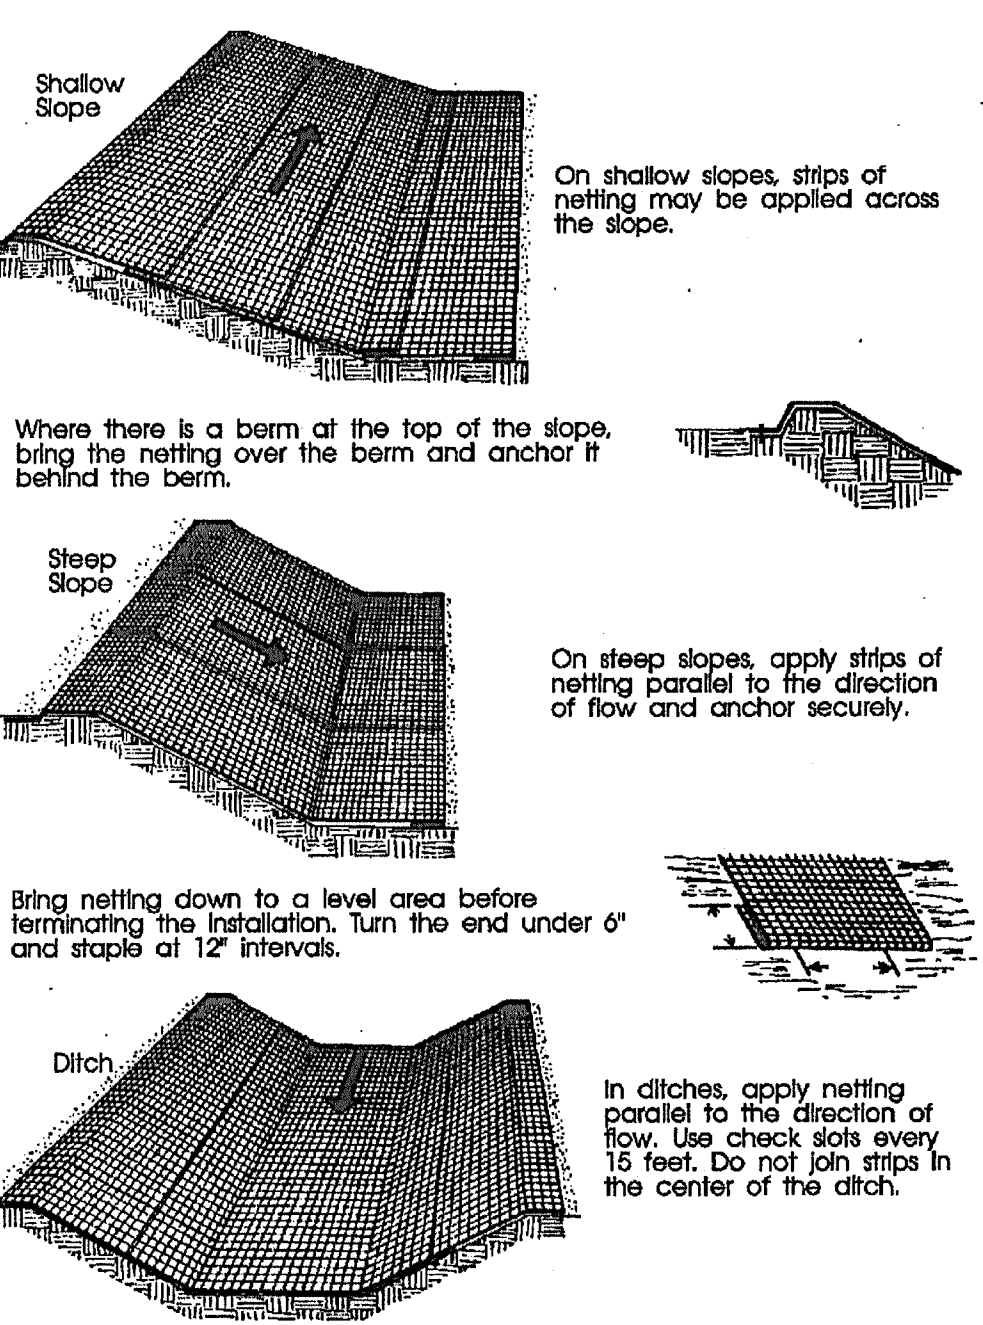 Shallow
Slope
On shallow slopes, strips of
netting may be applied across
the slope.
Where there is a berm at the top of the slope,
bring the netting over the berm and anchor it
behind the berm.
Steep
Slope
On steep slopes, apply strips of
netting parallel to the direction
of flow and anchor securely.
Bring netting down to a level area before
terminating the installation. Turn the end under 6"
and staple at 12" intervals.
Ditch
In ditches, apply netting
parallel to the direction of
flow. Use check slots every
15 feet. Do not join strips in
the center of the ditch.